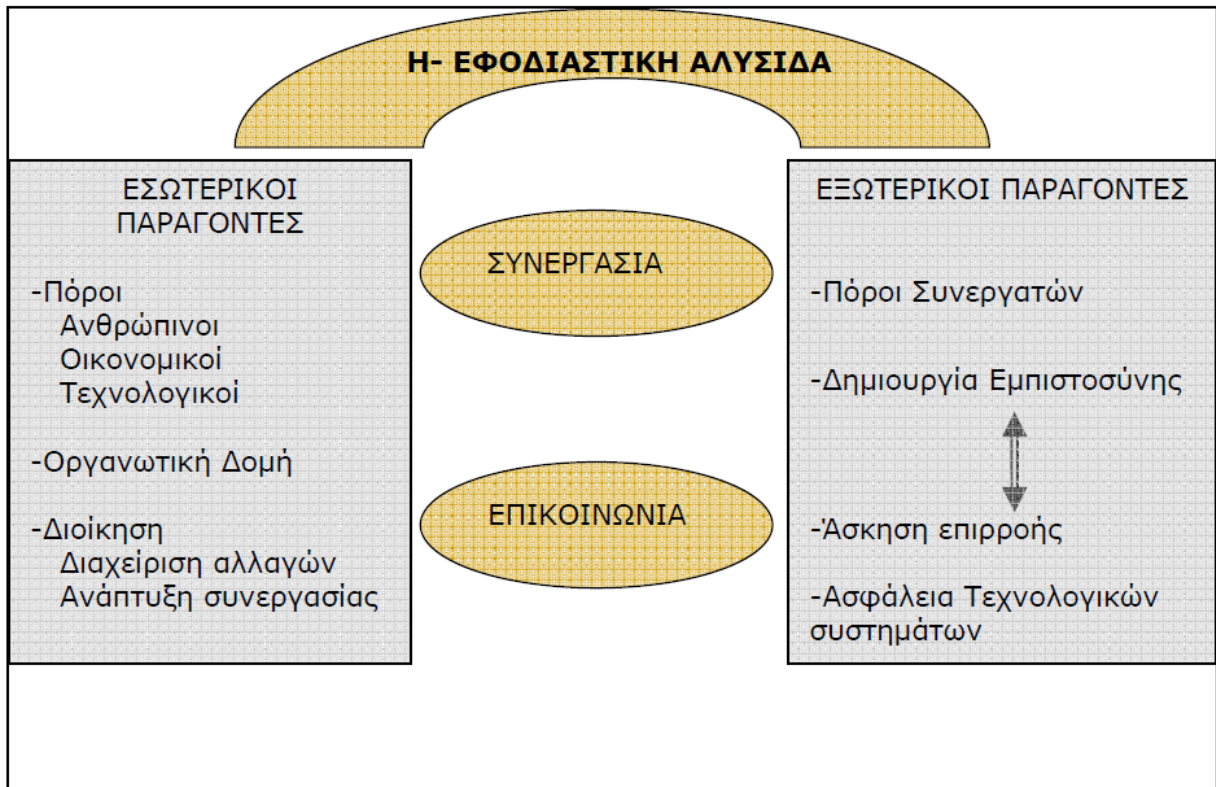 Η- ΕΦΟΔΙΑΣΤΙΚΗ ΑΛΥΣΙΔΑ
ΕΣΩΤΕΡΙΚΟΙ
ΠΑΡΑΓΟΝΤΕΣ
-Πόροι
Ανθρώπινοι
Οικονομικοί
Τεχνολογικοί
-Οργανωτική Δομή
-Διοίκηση
Διαχείριση αλλαγών
Ανάπτυξη συνεργασίας
ΣΥΝΕΡΓΑΣΙΑ
ΕΠΙΚΟΙΝΩΝΙΑ
ΕΞΩΤΕΡΙΚΟΙ ΠΑΡΑΓΟΝΤΕΣ
-Πόροι Συνεργατών
-Δημιουργία Εμπιστοσύνης
-Άσκηση επιρροής
-Ασφάλεια Τεχνολογικών
συστημάτων